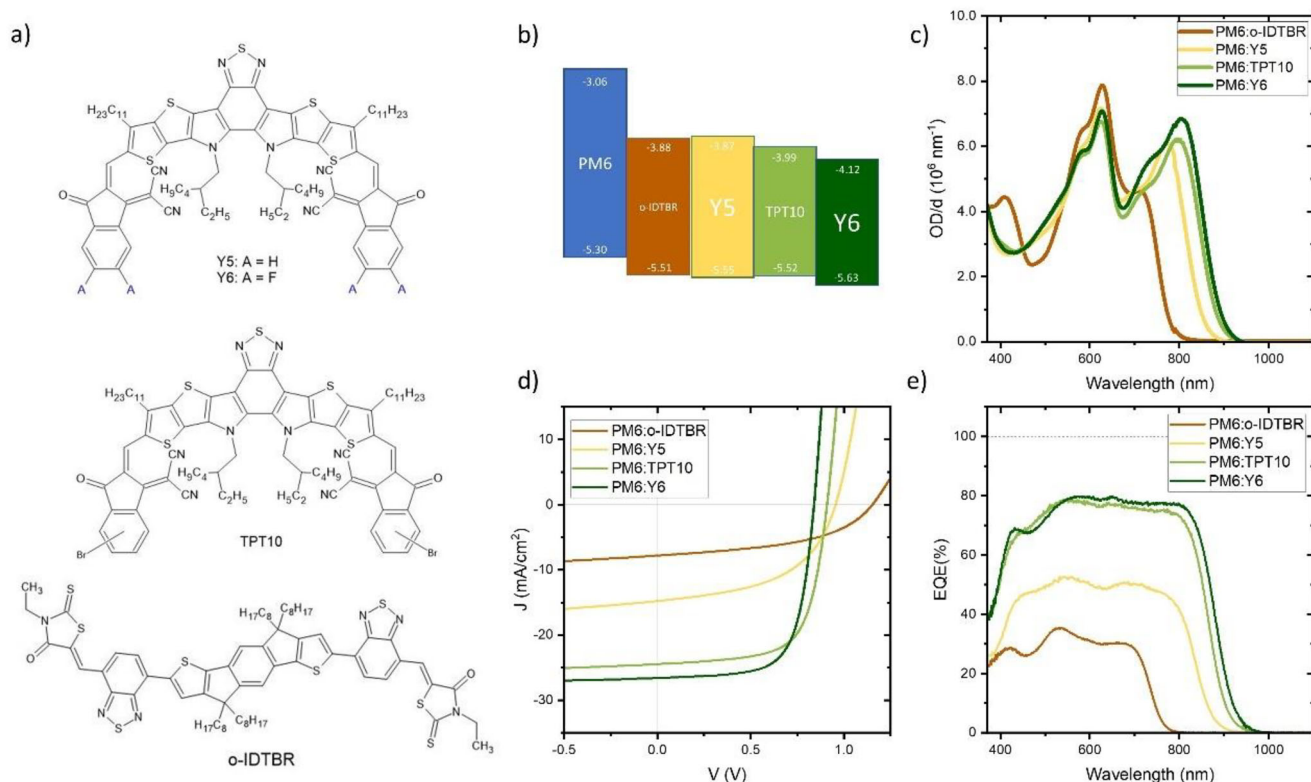 a)
S
N N
H₂₃C₁₁ S S C₁₁H₂₃
N N
S CN S
O CN H₉C₄ C₄H₉ NC O
C₂H₅ H₅C₂
A A A A
Y5: A = H
Y6: A = F
S
N N
H₂₃C₁₁ S S C₁₁H₂₃
N N
S CN NC S
O CN H₉C₄ C₄H₉ NC O
C₂H₅ H₅C₂
Br Br
TPT10
CH₃ S
N S
O
H₁₇C₈ C₈H₁₇
S
N N
S S
N N
S
H₁₇C₈ C₈H₁₇
O
S N
S CH₃
o-IDTBR
b)
-3.06
PM6
-5.30
-3.88
o-IDTBR
-5.51
-3.87
Y5
-5.55
-3.99
TPT10
-5.52
-4.12
Y6
-5.63
c)
PM6:o-IDTBR
PM6:Y5
PM6:TPT10
PM6:Y6
10.0
8.0
6.0
4.0
2.0
0.0
OD/d (10⁶ nm⁻¹)
400 600 800 1000
Wavelength (nm)
d)
PM6:o-IDTBR
PM6:Y5
PM6:TPT10
PM6:Y6
10
0
-10
-20
-30
J (mA/cm²)
-0.5 0.0 0.5 1.0
V (V)
e)
PM6:o-IDTBR
PM6:Y5
PM6:TPT10
PM6:Y6
100
80
60
40
20
0
EQE(%)
400 600 800 1000
Wavelength (nm)